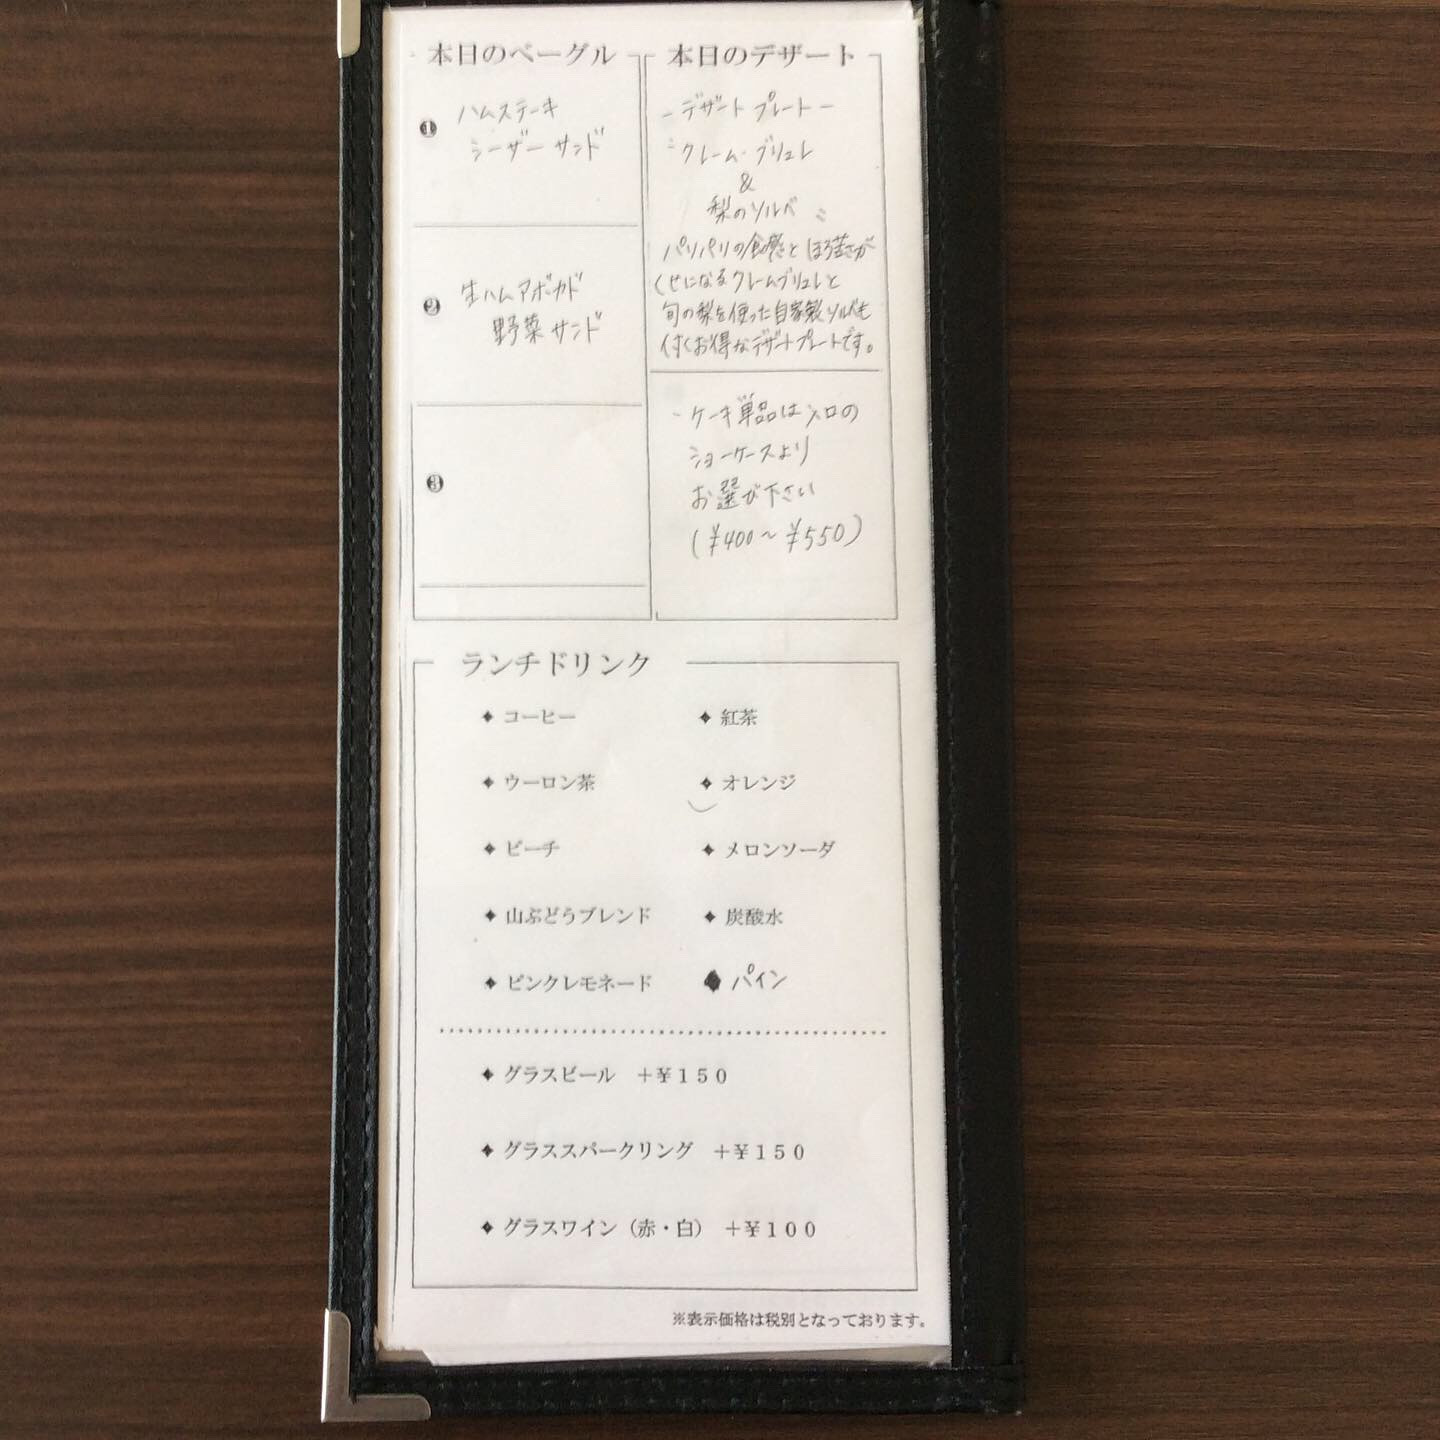 本日のベーグル
❶ ハムステーキ
シーザーサンド
❷ 生ハムアボカド
野菜サンド
❸
本日のデザート
-デザートプレート-
クレーム・ブリュレ
&
梨のソルベ
パリパリの食感とほろ苦さが
くせになるクレームブリュレと
旬の梨を使った自家製ソルベも
付くお得なデザートプレートです。
-ケーキ単品は入口の
ショーケースより
お選び下さい
(¥400～¥550)
ランチドリンク
コーヒー
紅茶
ウーロン茶
オレンジ
ピーチ
メロンソーダ
山ぶどうブレンド
炭酸水
ピンクレモネード
パイン
グラスビール +¥150
グラススパークリング +¥150
グラスワイン（赤・白） +¥100
※表示価格は税別となっております。